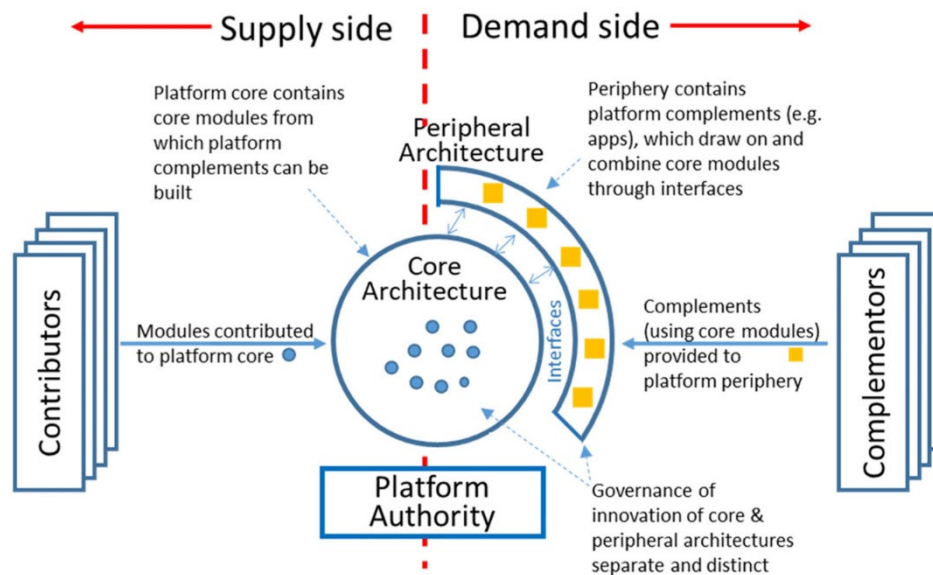 Supply side
Demand side
Platform core contains
core modules from
which platform
complements can be
built
Periphery contains
platform complements (e.g.
apps), which draw on and
combine core modules
through interfaces
Peripheral
Architecture
Core
Architecture
Interfaces
Contributors
Modules contributed
to platform core
Complements
(using core modules)
provided to
platform periphery
Complementors
Platform
Authority
Governance of
innovation of core &
peripheral architectures
separate and distinct